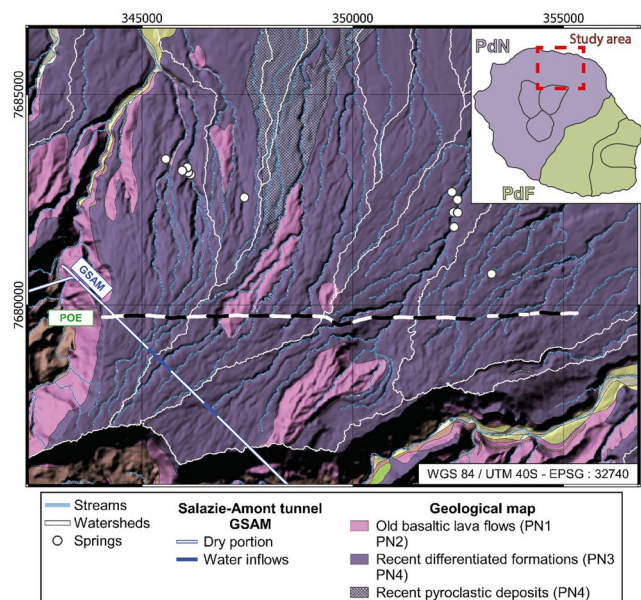 345000
350000
355000
PdN
Study area
PdF
7685000
7680000
GSAM
POE
WGS 84 / UTM 40S - EPSG : 32740
Streams
Watersheds
Springs
Salazie-Amont tunnel
GSAM
Dry portion
Water inflows
Geological map
Old basaltic lava flows (PN1
PN2)
Recent differentiated formations (PN3
PN4)
Recent pyroclastic deposits (PN4)